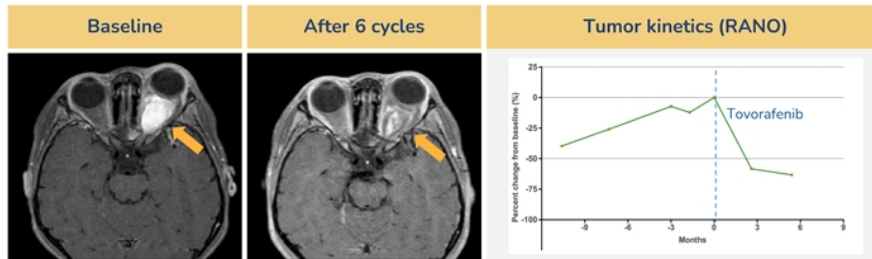 Baseline
After 6 cycles
Tumor kinetics (RANO)
Percent change from baseline (%)
25
0
-25
-50
-75
-100
Tovorafenib
-9
-6
-3
0
3
6
9
Months